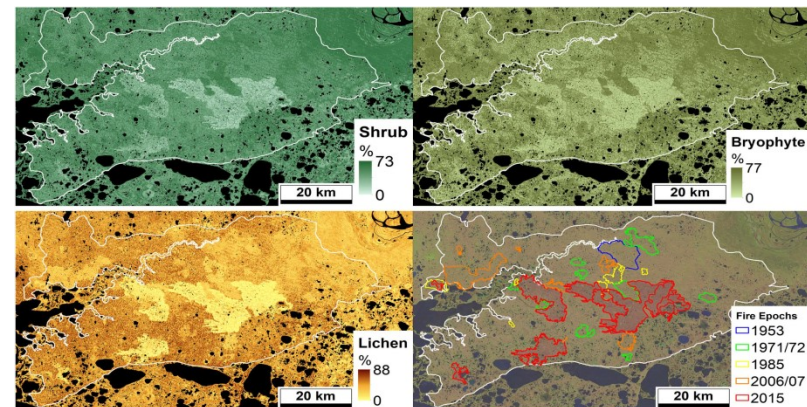 Shrub
%
73
0
20 km
Bryophyte
%
77
0
20 km
Lichen
%
88
0
20 km
Fire Epochs
1953
1971/72
1985
2006/07
2015
20 km